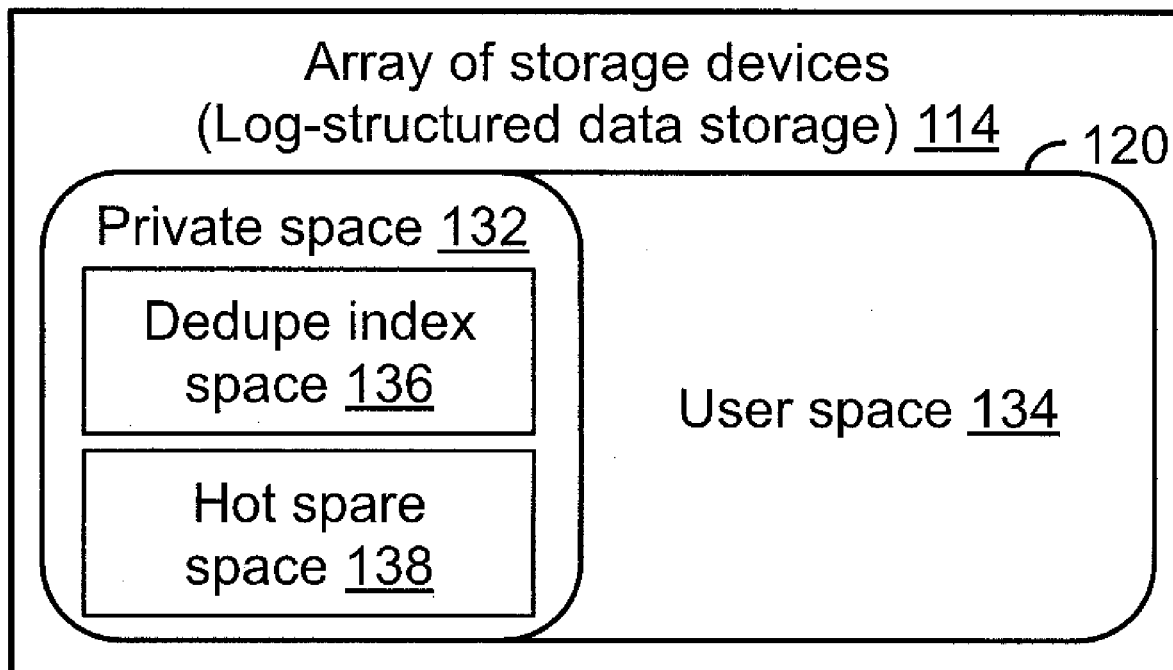 Array of storage devices
(Log-structured data storage) 114
120
Private space 132
Dedupe index
space 136
Hot spare
space 138
User space 134